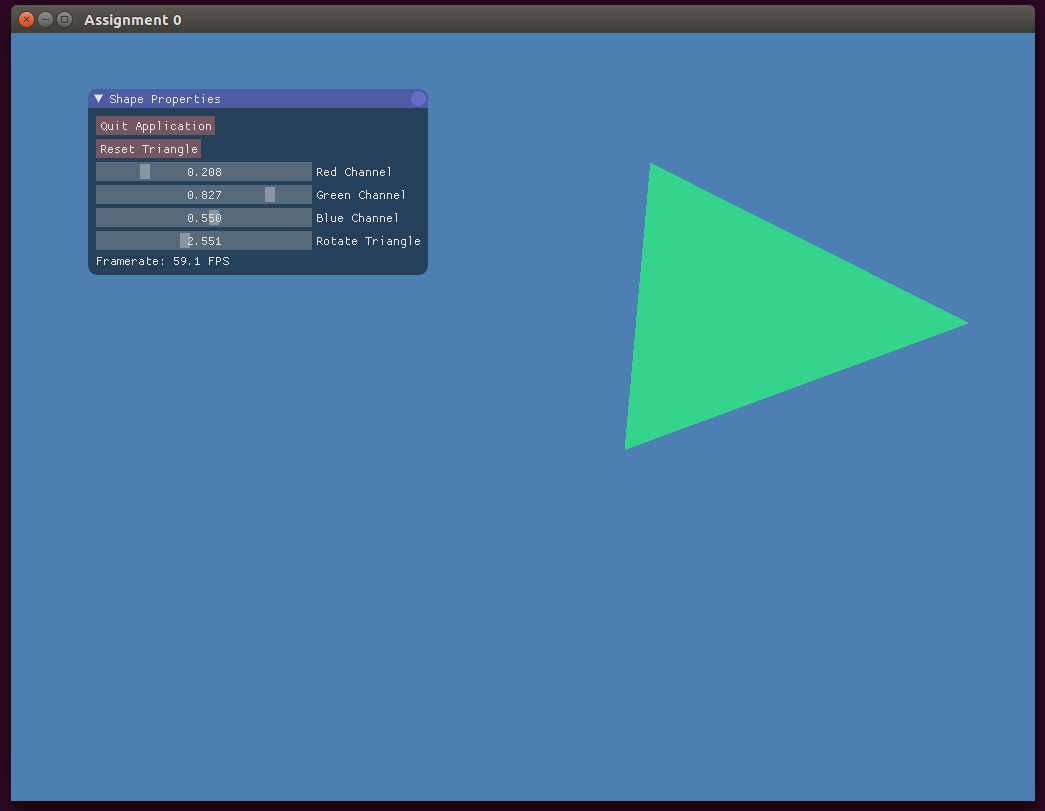 Assignment 0
Shape Properties
Quit Application
Reset Triangle
0.208 Red Channel
0.827 Green Channel
0.550 Blue Channel
2.551 Rotate Triangle
Framerate: 59.1 FPS